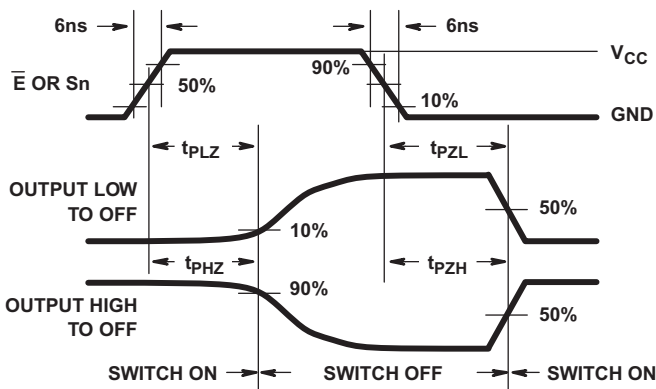 6ns
6ns
V_CC
90%
E̅ OR Sn
50%
10%
GND
t_PLZ
t_PZL
OUTPUT LOW
TO OFF
50%
10%
t_PHZ
t_PZH
90%
OUTPUT HIGH
TO OFF
50%
SWITCH ON
SWITCH OFF
SWITCH ON